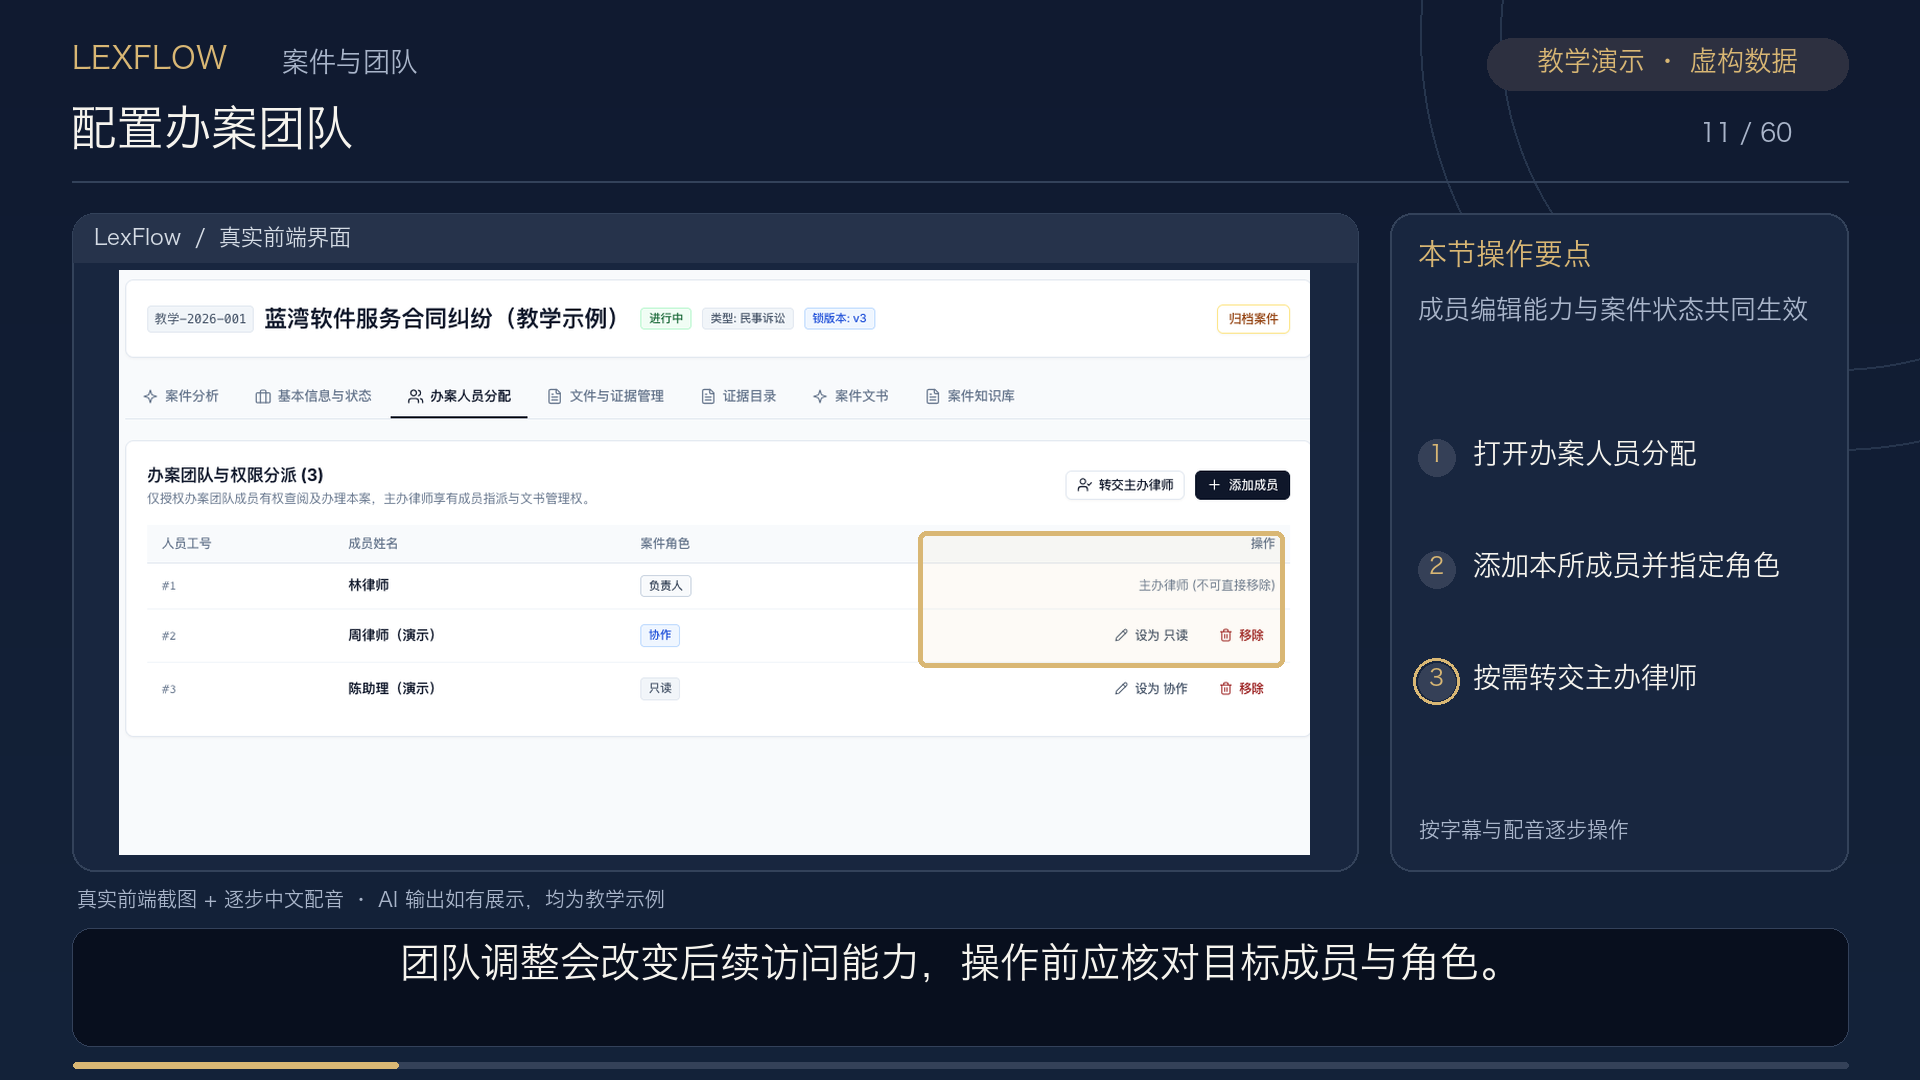 LEXFLOW 案件与团队
教学演示 · 虚构数据
配置办案团队
11 / 60
LexFlow / 真实前端界面
教学-2026-001 蓝湾软件服务合同纠纷（教学示例） 进行中 类型: 民事诉讼 锁版本: v3 归档案件
案件分析 基本信息与状态 办案人员分配 文件与证据管理 证据目录 案件文书 案件知识库
办案团队与权限分派 (3)
仅授权办案团队成员有权查阅及办理本案，主办律师享有成员指派与文书管理权。
转交主办律师 添加成员
人员工号 成员姓名 案件角色 操作
#1 林律师 负责人 主办律师 (不可直接移除)
#2 周律师（演示） 协作 设为 只读 移除
#3 陈助理（演示） 只读 设为 协作 移除
本节操作要点
成员编辑能力与案件状态共同生效
1 打开办案人员分配
2 添加本所成员并指定角色
3 按需转交主办律师
按字幕与配音逐步操作
真实前端截图 + 逐步中文配音 · AI 输出如有展示，均为教学示例
团队调整会改变后续访问能力，操作前应核对目标成员与角色。